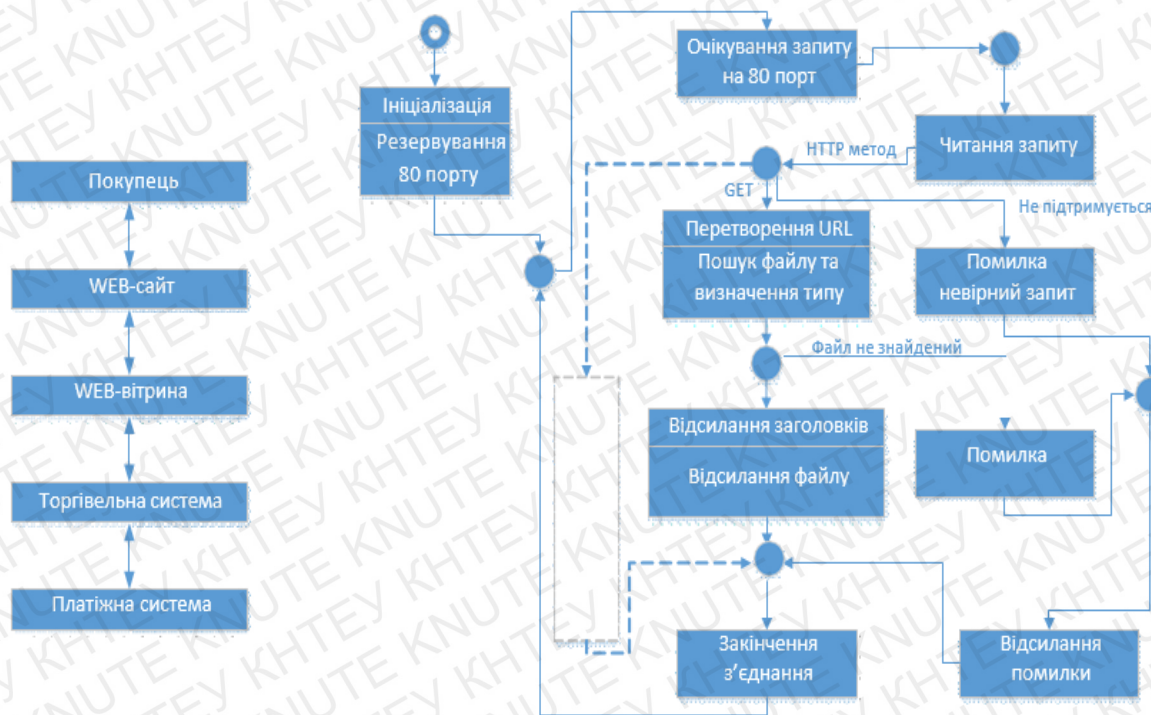 Покупець
WEB-сайт
WEB-вітрина
Торгівельна система
Платіжна система
Ініціалізація
Резервування
80 порту
Очікування запиту
на 80 порт
Читання запиту
HTTP метод
GET
Не підтримується
Перетворення URL
Пошук файлу та
визначення типу
Помилка
невірний запит
Файл не знайдений
Відсилання заголовків
Відсилання файлу
Помилка
Закінчення
з’єднання
Відсилання
помилки
KNUTE КНТЕУ